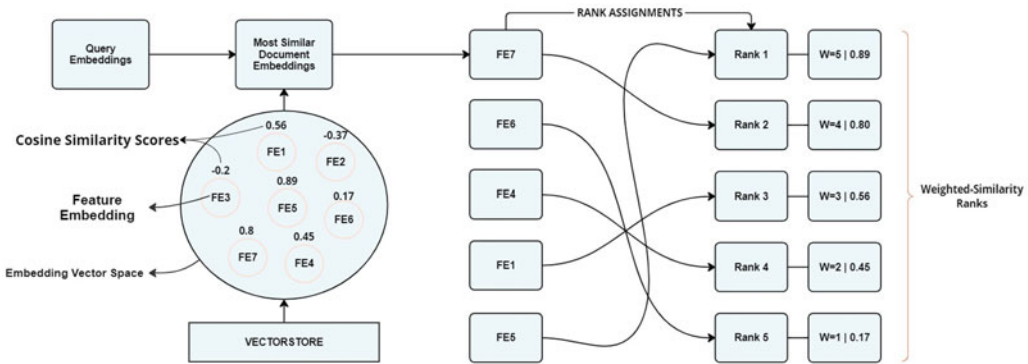 RANK ASSIGNMENTS
Query
Embeddings
Most Similar
Document
Embeddings
FE7
Rank 1
W=5 | 0.89
FE6
Rank 2
W=4 | 0.80
FE4
Rank 3
W=3 | 0.56
FE1
Rank 4
W=2 | 0.45
FE5
Rank 5
W=1 | 0.17
Weighted-Similarity
Ranks
Cosine Similarity Scores
0.56
FE1
-0.37
FE2
-0.2
FE3
0.89
FE5
0.17
FE6
0.8
FE7
0.45
FE4
Feature
Embedding
Embedding Vector Space
VECTORSTORE